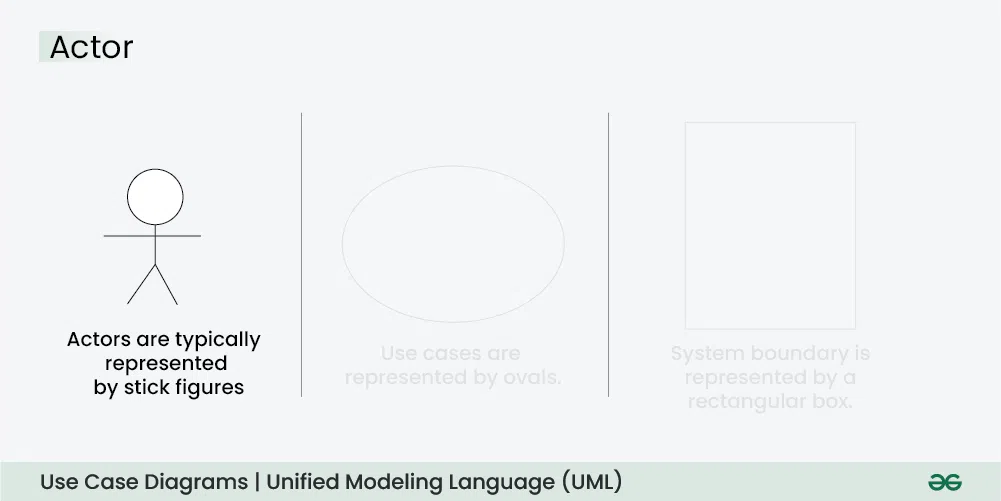 Actor
Actors are typically
represented
by stick figures
Use cases are
represented by ovals.
System boundary is
represented by a
rectangular box.
Use Case Diagrams | Unified Modeling Language (UML)